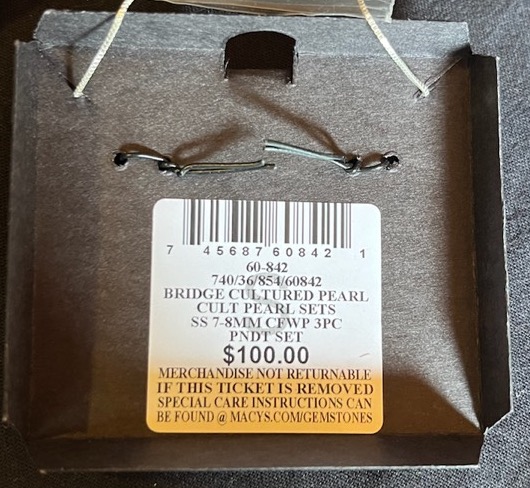 7 45687 60842 1
60-842
740/36/854/60842
BRIDGE CULTURED PEARL
CULT PEARL SETS
SS 7-8MM CFWP 3PC
PNDT SET
$100.00
MERCHANDISE NOT RETURNABLE
IF THIS TICKET IS REMOVED
SPECIAL CARE INSTRUCTIONS CAN
BE FOUND @ MACYS.COM/GEMSTONES